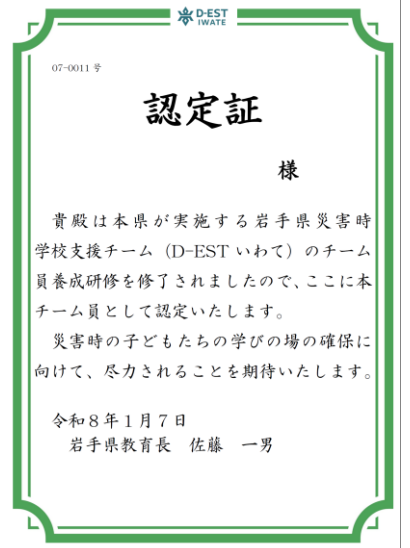 D-EST
IWATE
07-0011 号
認定証
様
貴殿は本県が実施する岩手県災害時
学校支援チーム（D-EST いわて）のチーム
員養成研修を修了されましたので、ここに本
チーム員として認定いたします。
災害時の子どもたちの学びの場の確保に
向けて、尽力されることを期待いたします。
令和８年１月７日
岩手県教育長　佐藤　一男